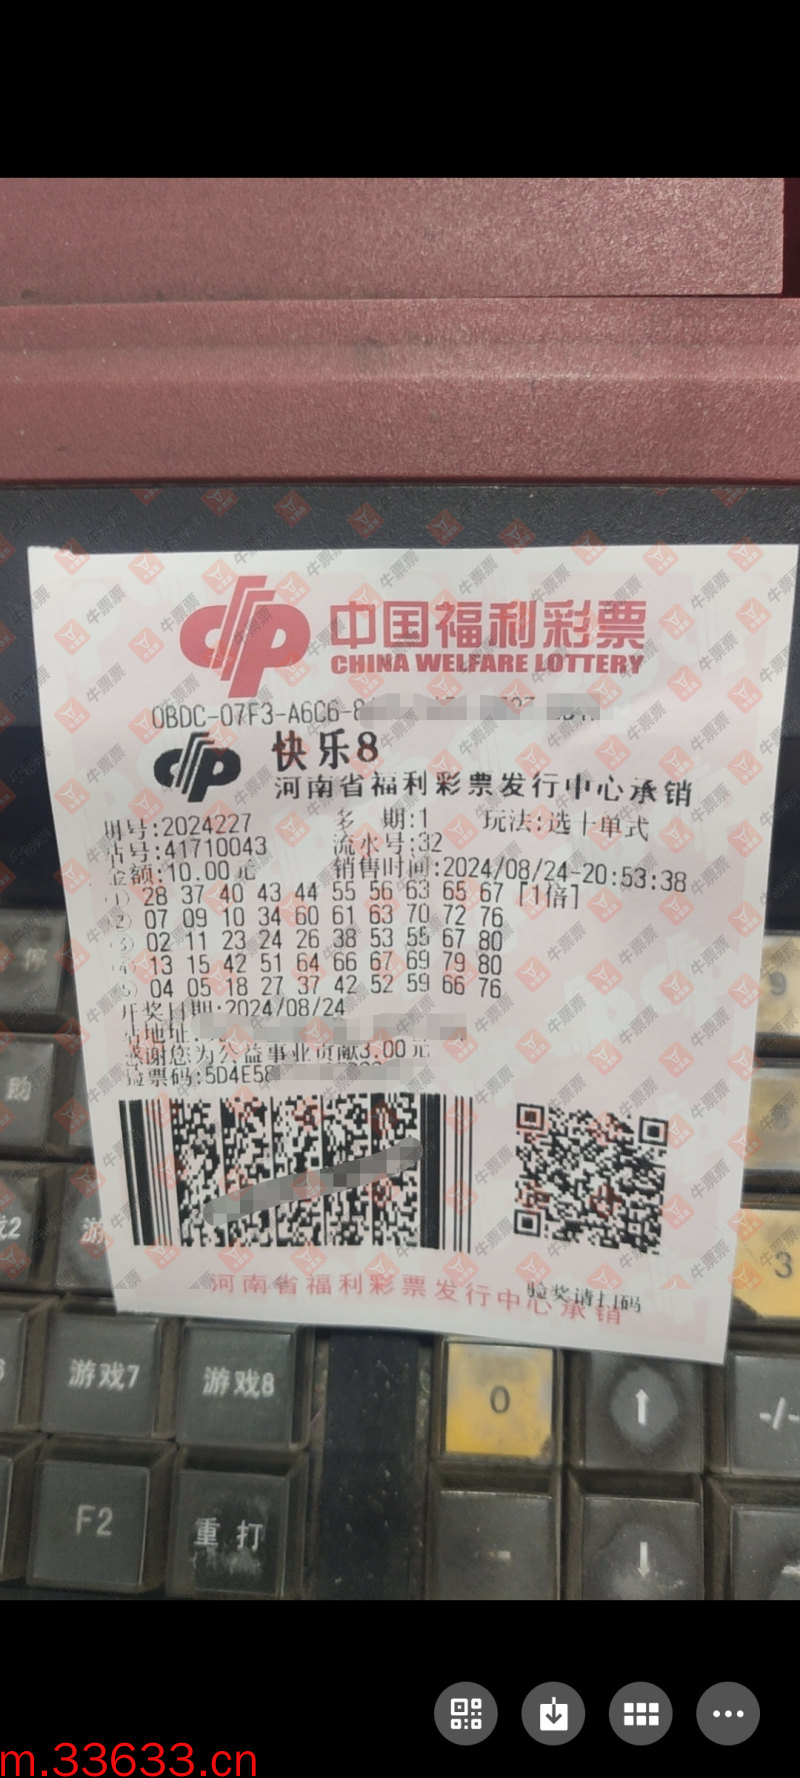 中国福利彩票
CHINA WELFARE LOTTERY
0BDC-07F3-A6C6-8
快乐8
河南省福利彩票发行中心承销
期号:2024227 多 期:1 玩法:选十单式
站号:41710043 流水号:32
金额:10.00元 销售时间:2024/08/24-20:53:38
① 28 37 40 43 44 55 56 63 65 67 [1倍]
② 07 09 10 34 60 61 63 70 72 76
③ 02 11 23 24 26 38 53 55 67 80
④ 13 15 42 51 64 66 67 69 79 80
⑤ 04 05 18 27 37 42 52 59 66 76
开奖日期:2024/08/24
站地址:
感谢您为公益事业贡献3.00元
验票码:5D4E58
验奖请扫码
河南省福利彩票发行中心承销
牛票票
停
9
助
游
3
游戏7
游戏8
0
↑
-/-
F2
重打
-
↓
m.33633.cn